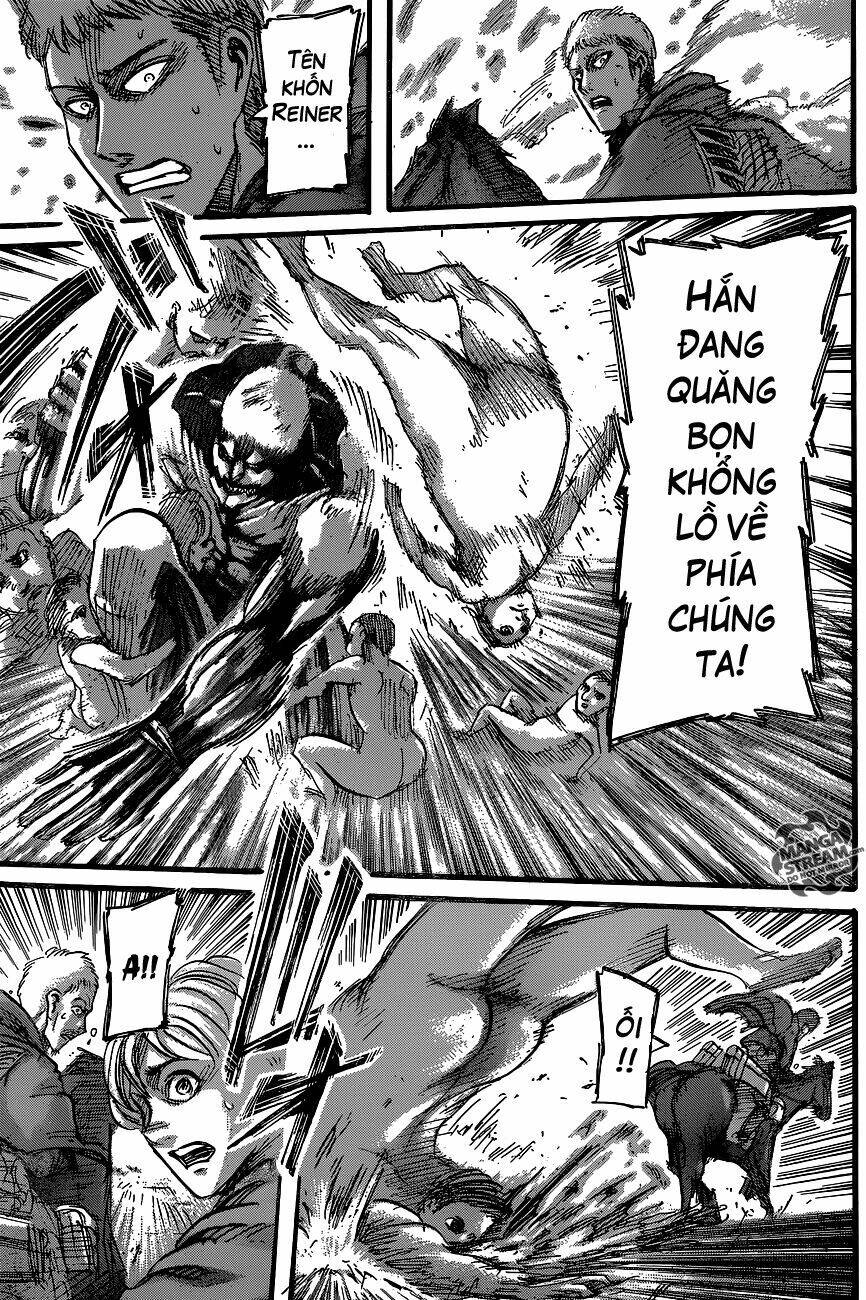 TÊN
KHỐN
REINER
...
HẮN
ĐANG
QUĂNG
BỌN
KHỔNG
LỒ VỀ
PHÍA
CHÚNG
TA!
MANGA
STREAM
ỐI
!!
A!!